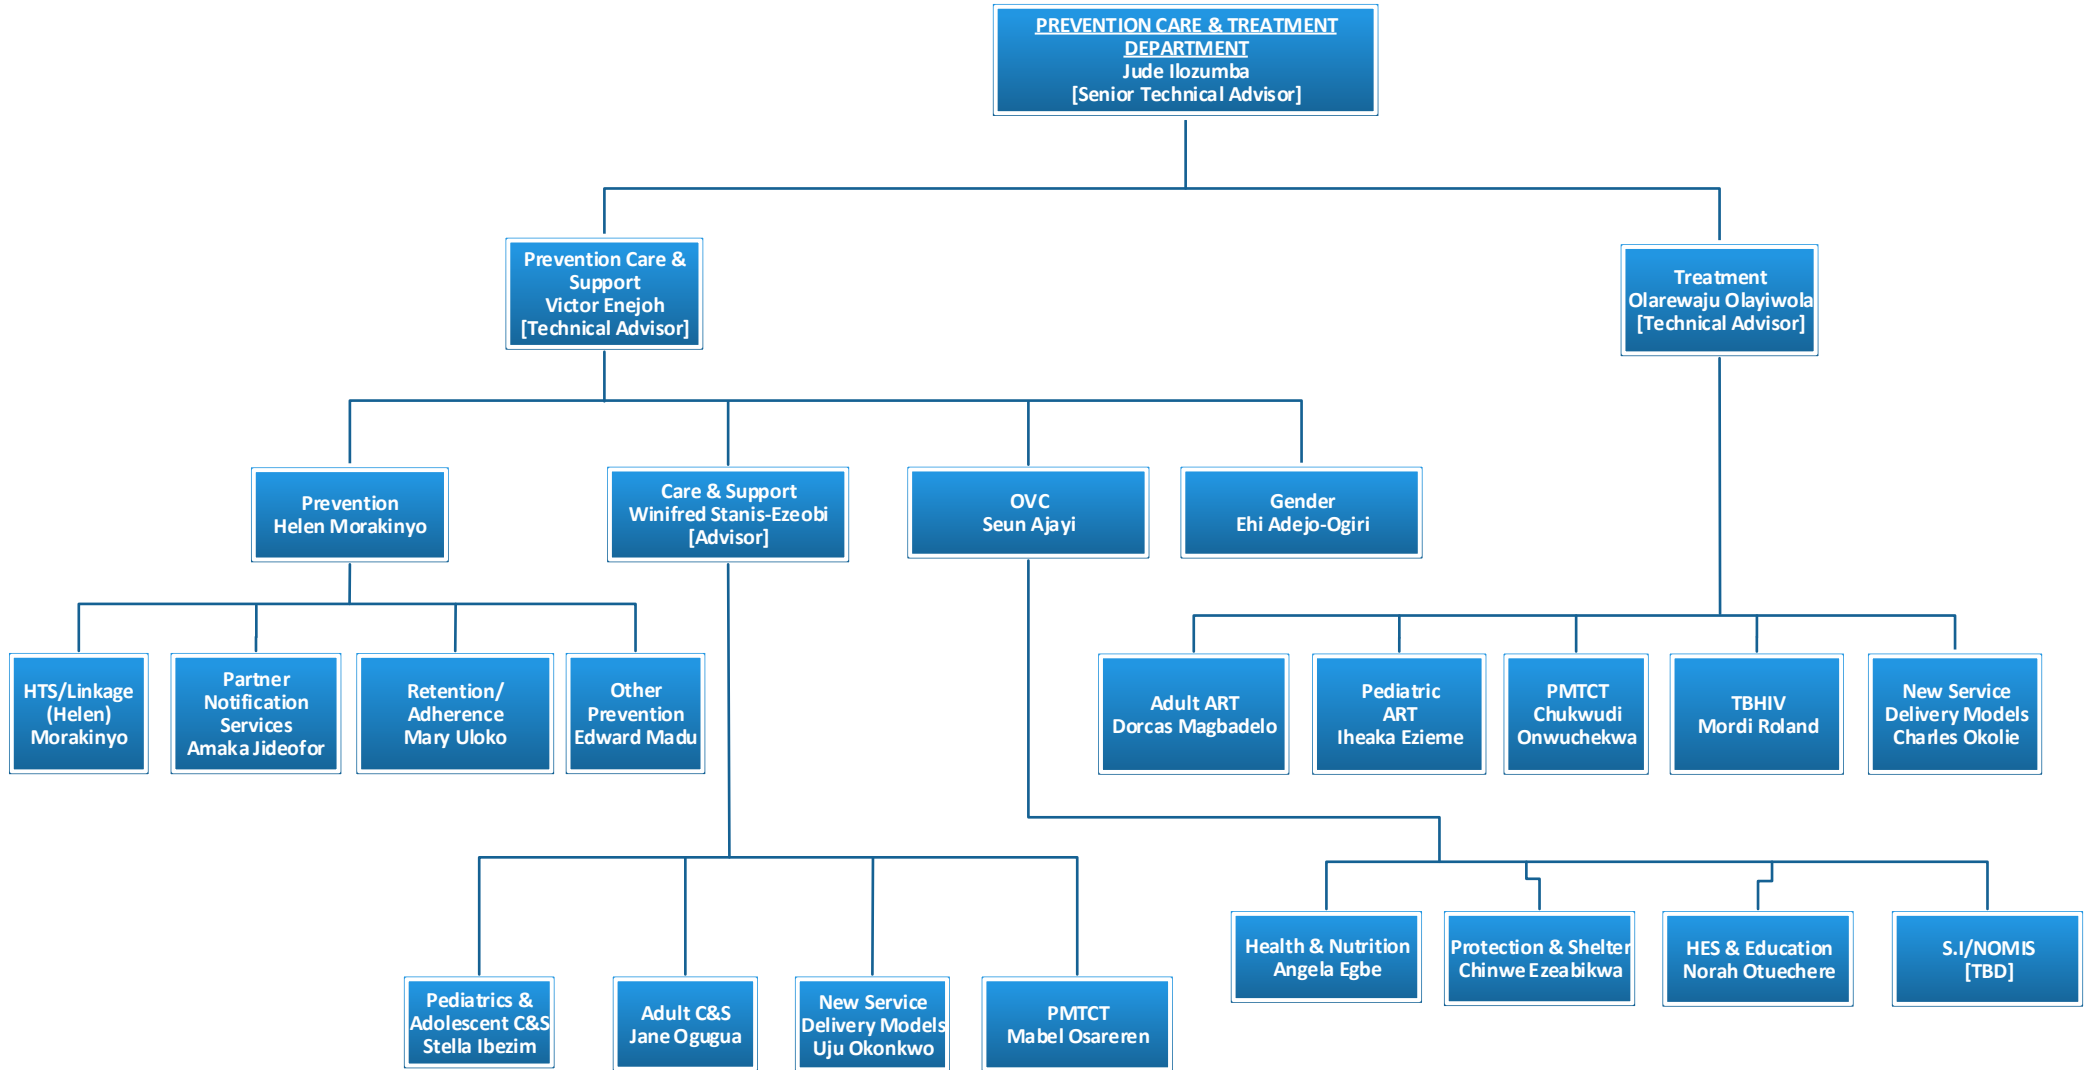 PREVENTION CARE & TREATMENT
DEPARTMENT
Jude Ilozumba
[Senior Technical Advisor]
Prevention Care &
Support
Victor Enejoh
[Technical Advisor]
Treatment
Olarewaju Olayiwola
[Technical Advisor]
Prevention
Helen Morakinyo
Care & Support
Winifred Stanis-Ezeobi
[Advisor]
OVC
Seun Ajayi
Gender
Ehi Adejo-Ogiri
HTS/Linkage
(Helen)
Morakinyo
Partner
Notification
Services
Amaka Jideofor
Retention/
Adherence
Mary Uloko
Other
Prevention
Edward Madu
Adult ART
Dorcas Magbadelo
Pediatric
ART
Iheaka Ezieme
PMTCT
Chukwudi
Onwuchekwa
TBHIV
Mordi Roland
New Service
Delivery Models
Charles Okolie
Pediatrics &
Adolescent C&S
Stella Ibezim
Adult C&S
Jane Ogugua
New Service
Delivery Models
Uju Okonkwo
PMTCT
Mabel Osareren
Health & Nutrition
Angela Egbe
Protection & Shelter
Chinwe Ezeabikwa
HES & Education
Norah Otuechere
S.I/NOMIS
[TBD]